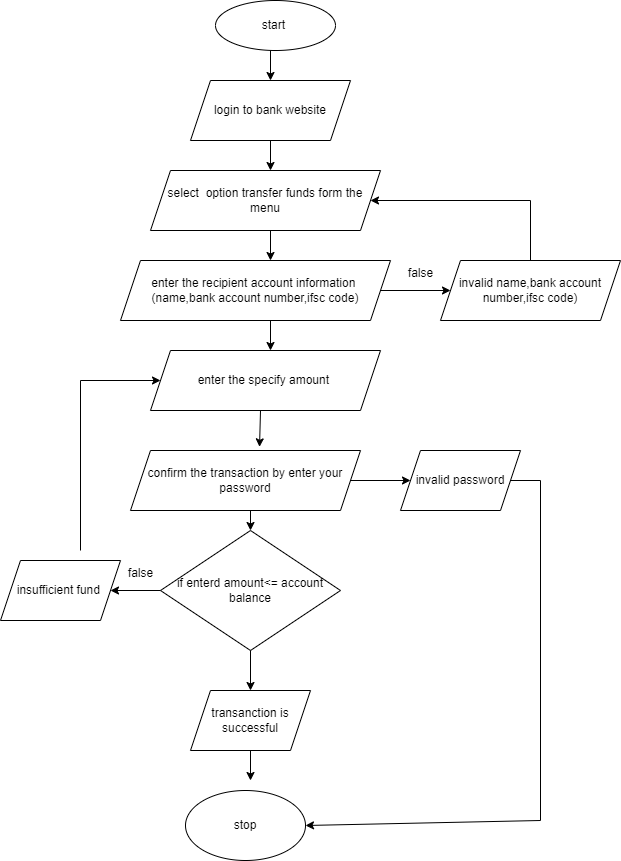 start
login to bank website
select  option transfer funds form the
menu
enter the recipient account information
(name,bank account number,ifsc code)
false
invalid name,bank account
number,ifsc code)
enter the specify amount
confirm the transaction by enter your
password
invalid password
if enterd amount<= account
balance
false
insufficient fund
transanction is
successful
stop